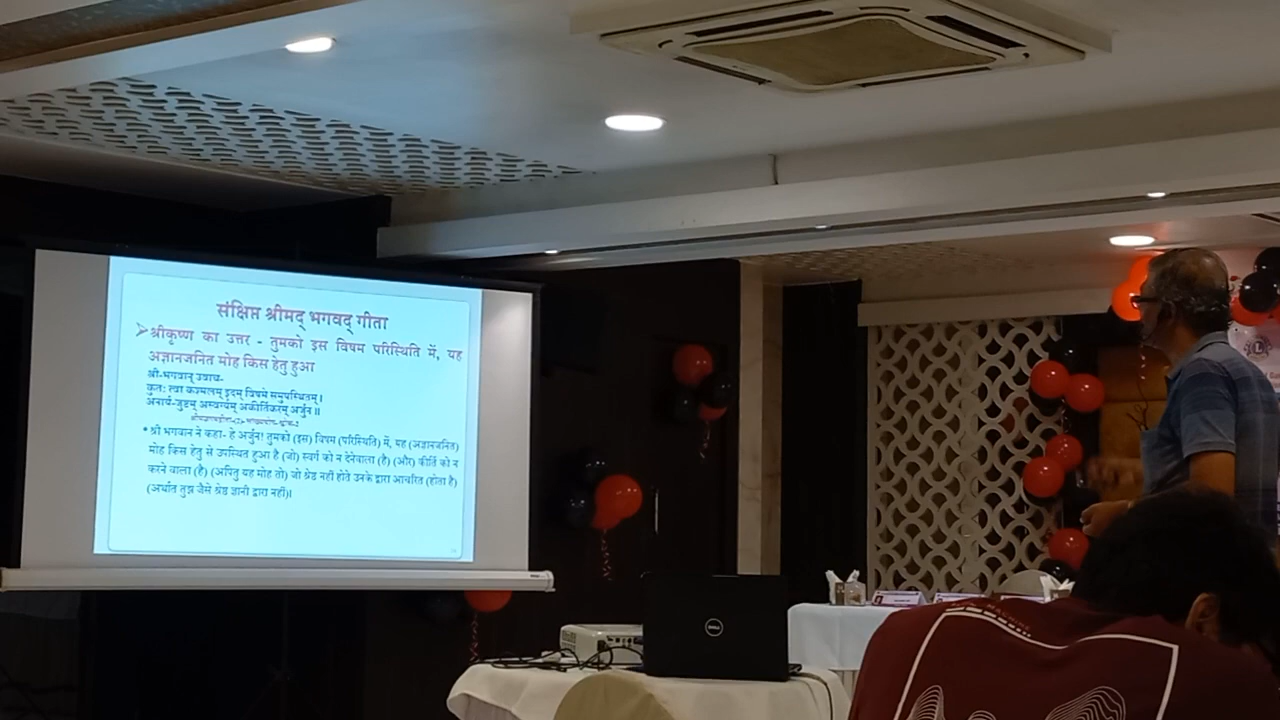 संक्षिप्त श्रीमद् भगवद् गीता
श्रीकृष्ण का उत्तर - तुमको इस विषम परिस्थिति में, यह
अज्ञानजनित मोह किस हेतु हुआ
श्री-भगवान् उवाच-
कुतः त्वा कश्मलम् इदम् विषमे समुपस्थितम् ।
अनार्य-जुष्टम् अस्वर्ग्यम् अकीर्तिकरम् अर्जुन ॥
* श्री भगवान ने कहा- हे अर्जुन! तुमको (इस) विषम (परिस्थिति) में, यह (अज्ञानजनित)
मोह किस हेतु से उपस्थित हुआ है (जो) स्वर्ग को न देनेवाला (है) (और) कीर्ति को न
करने वाला (है) (अपितु यह मोह तो) जो श्रेष्ठ नहीं होते उनके द्वारा आचरित (होता है)
(अर्थात तुझ जैसे श्रेष्ठ ज्ञानी द्वारा नहीं)।
DELL